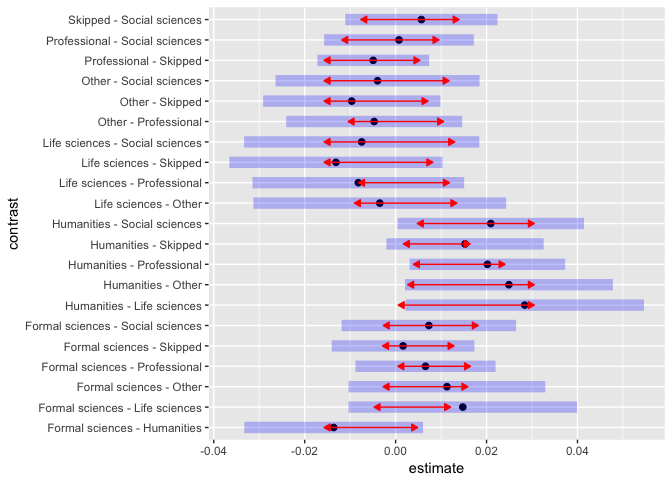 Skipped - Social sciences
Professional - Social sciences
Professional - Skipped
Other - Social sciences
Other - Skipped
Other - Professional
Life sciences - Social sciences
Life sciences - Skipped
Life sciences - Professional
Life sciences - Other
Humanities - Social sciences
Humanities - Skipped
Humanities - Professional
Humanities - Other
Humanities - Life sciences
Formal sciences - Social sciences
Formal sciences - Skipped
Formal sciences - Professional
Formal sciences - Other
Formal sciences - Life sciences
Formal sciences - Humanities
contrast
-0.04 -0.02 0.00 0.02 0.04
estimate